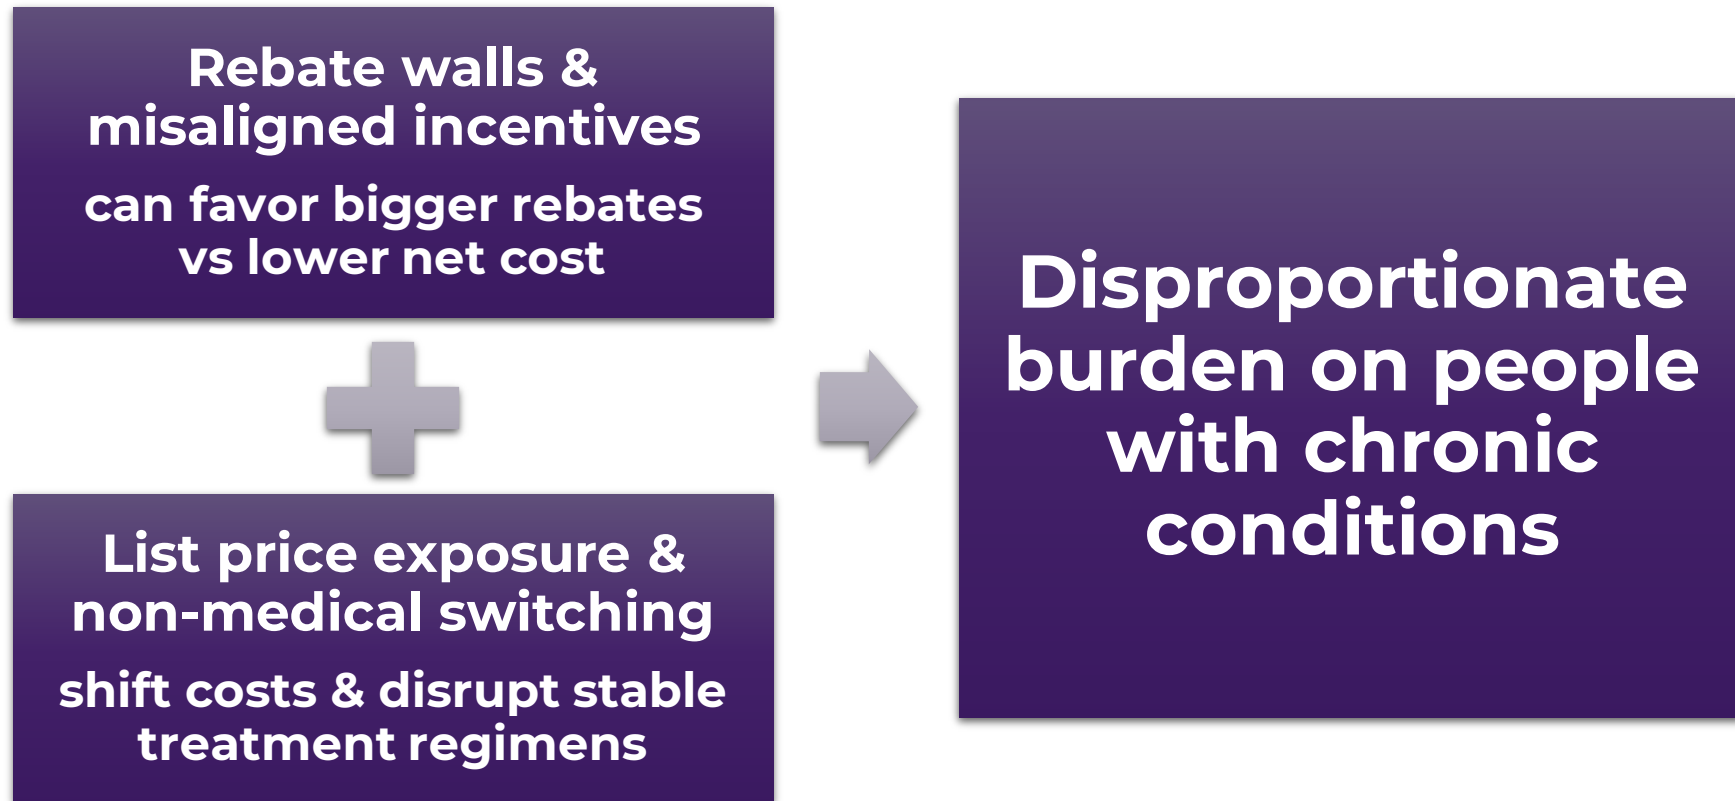 Rebate walls &
misaligned incentives
can favor bigger rebates
vs lower net cost
List price exposure &
non-medical switching
shift costs & disrupt stable
treatment regimens
Disproportionate
burden on people
with chronic
conditions